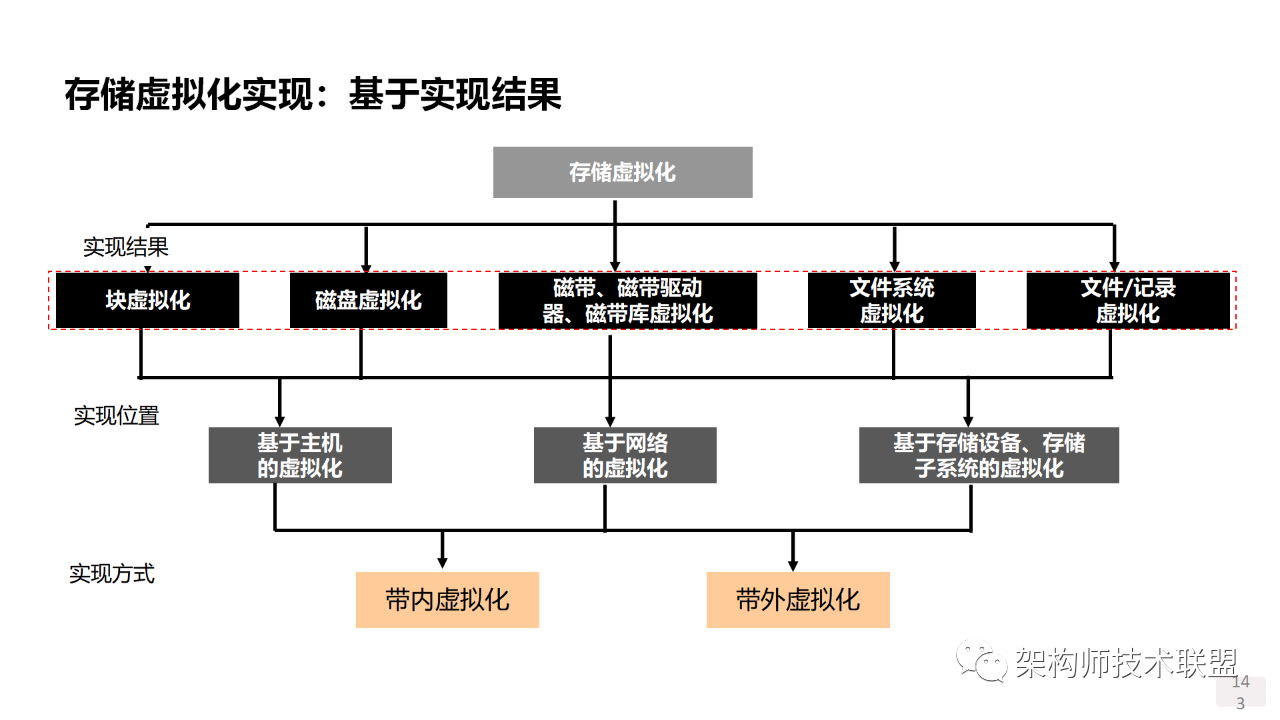 存储虚拟化实现：基于实现结果
存储虚拟化
实现结果
块虚拟化
磁盘虚拟化
磁带、磁带驱动
器、磁带库虚拟化
文件系统
虚拟化
文件/记录
虚拟化
实现位置
基于主机
的虚拟化
基于网络
的虚拟化
基于存储设备、存储
子系统的虚拟化
实现方式
带内虚拟化
带外虚拟化
架构师技术联盟
14
3